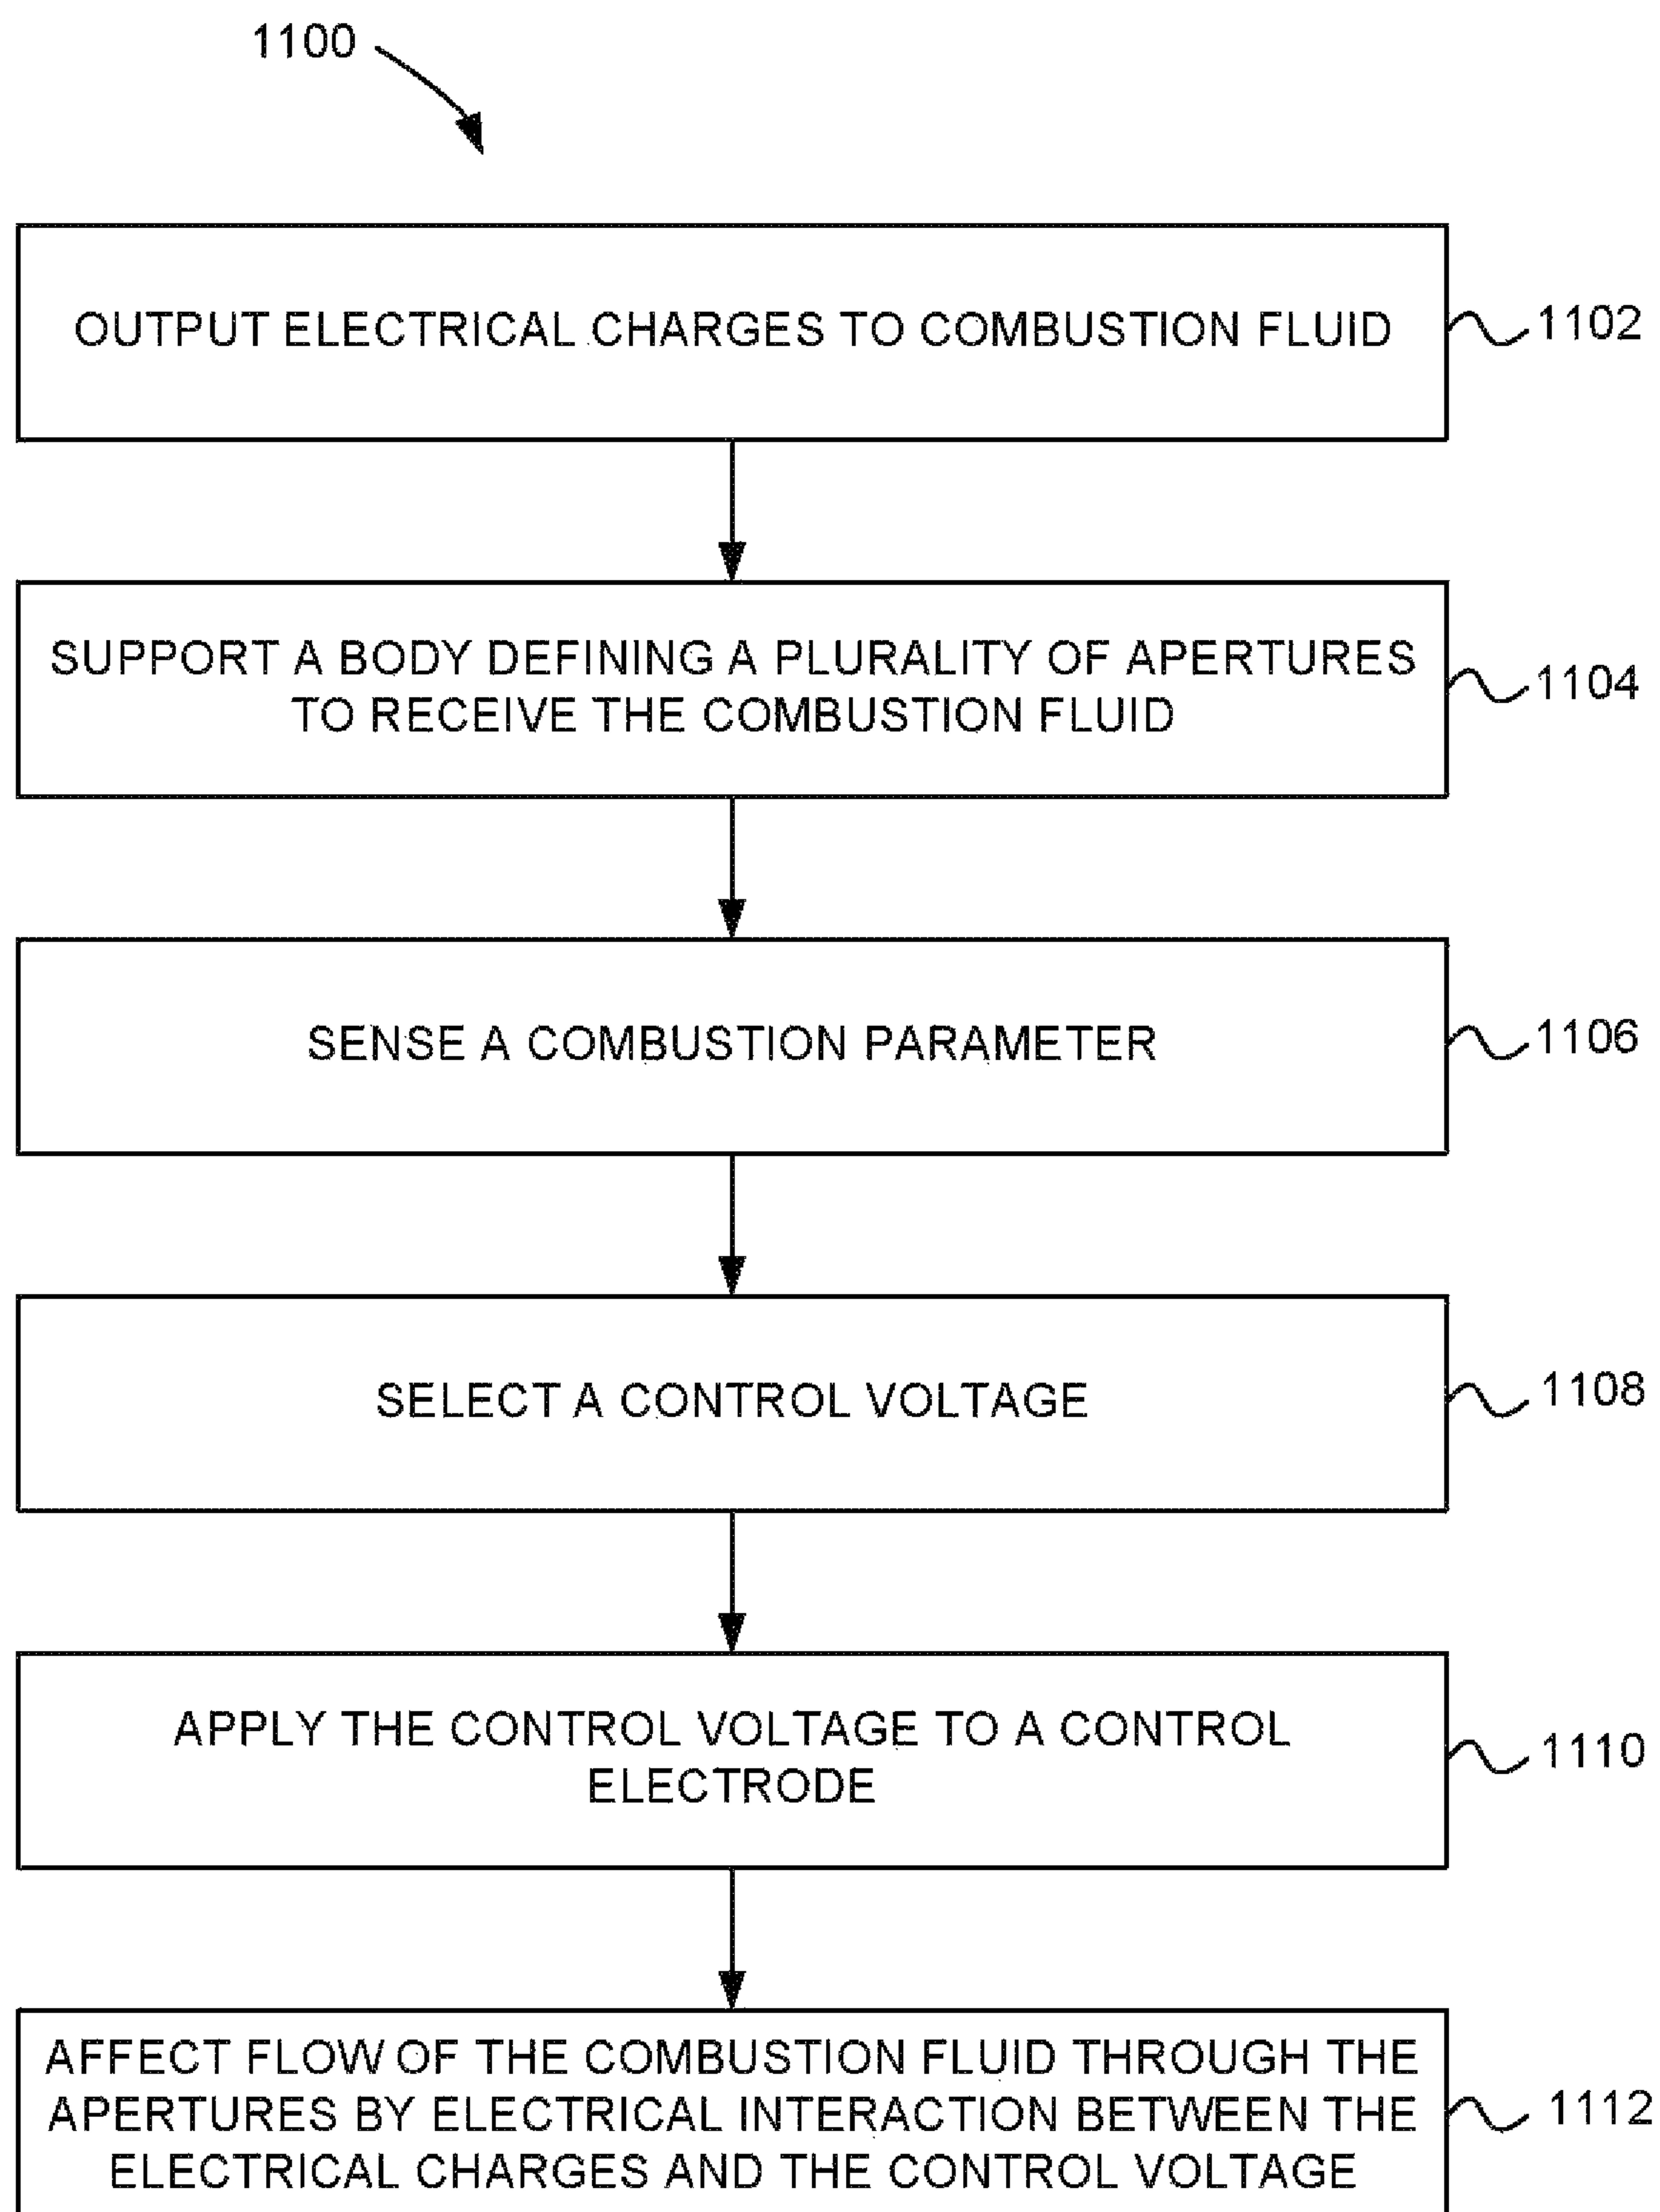 1100
OUTPUT ELECTRICAL CHARGES TO COMBUSTION FLUID
1102
SUPPORT A BODY DEFINING A PLURALITY OF APERTURES
TO RECEIVE THE COMBUSTION FLUID
1104
SENSE A COMBUSTION PARAMETER
1106
SELECT A CONTROL VOLTAGE
1108
APPLY THE CONTROL VOLTAGE TO A CONTROL
ELECTRODE
1110
AFFECT FLOW OF THE COMBUSTION FLUID THROUGH THE
APERTURES BY ELECTRICAL INTERACTION BETWEEN THE
ELECTRICAL CHARGES AND THE CONTROL VOLTAGE
1112